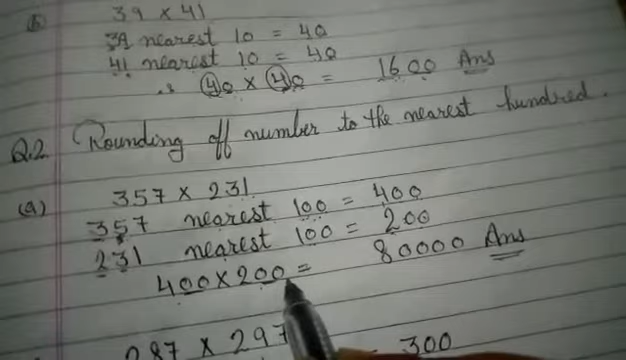 (b) 39 × 41
39 nearest 10 = 40
41 nearest 10 = 40
∴ 40 × 40 = 1600 Ans
Q.2 Rounding off number to the nearest hundred.
(a) 357 × 231
357 nearest 100 = 400
231 nearest 100 = 200
400 × 200 = 80000 Ans
287 × 297
= 300